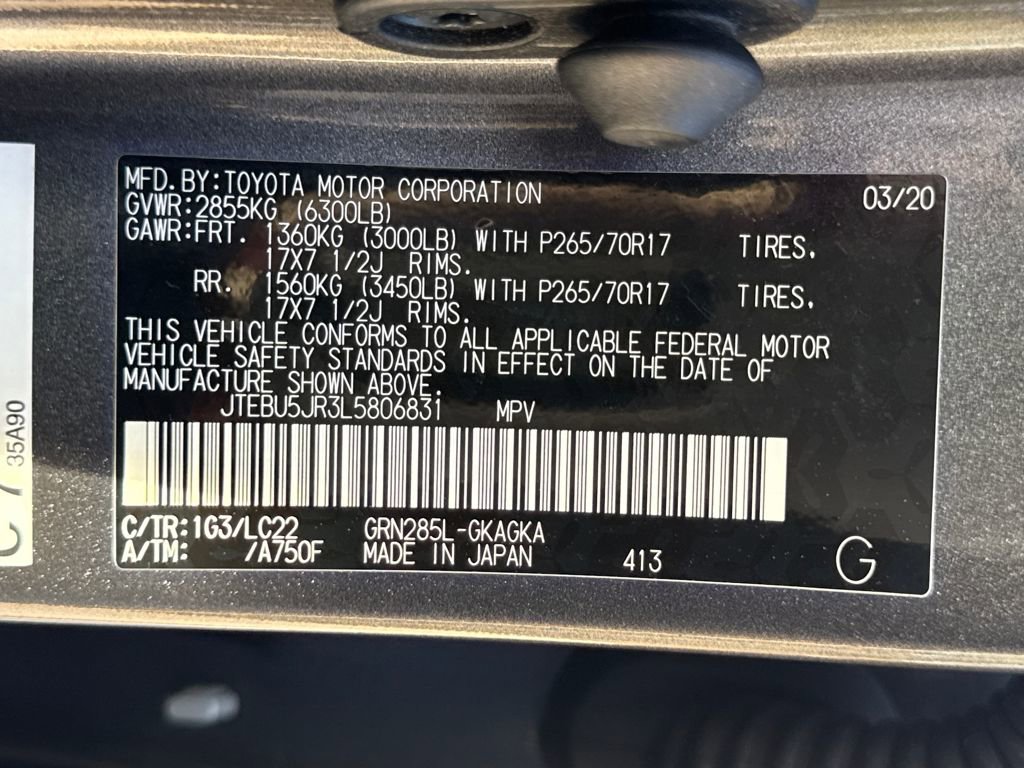 MFD.BY:TOYOTA MOTOR CORPORATION 03/20
GVWR:2855KG (6300LB)
GAWR:FRT. 1360KG (3000LB) WITH P265/70R17 TIRES.
17X7 1/2J RIMS.
RR. 1560KG (3450LB) WITH P265/70R17 TIRES.
17X7 1/2J RIMS.
THIS VEHICLE CONFORMS TO ALL APPLICABLE FEDERAL MOTOR
VEHICLE SAFETY STANDARDS IN EFFECT ON THE DATE OF
MANUFACTURE SHOWN ABOVE.
JTEBU5JR3L5806831 MPV
C/TR:1G3/LC22 GRN285L-GKAGKA
A/TM: /A750F MADE IN JAPAN 413 G
35A90